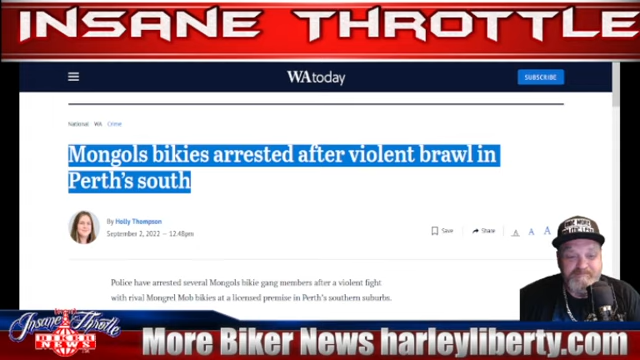 INSANE THROTTLE
WAtoday
SUBSCRIBE
National WA Crime
Mongols bikies arrested after violent brawl in
Perth's south
By Holly Thompson
September 2, 2022 — 12:48pm
Save Share A A A
Police have arrested several Mongols bikie gang members after a violent fight
with rival Mongrel Mob bikies at a licensed premise in Perth's southern suburbs.
Insane Throttle
BIKER
NEWS
More Biker News harleyliberty.com